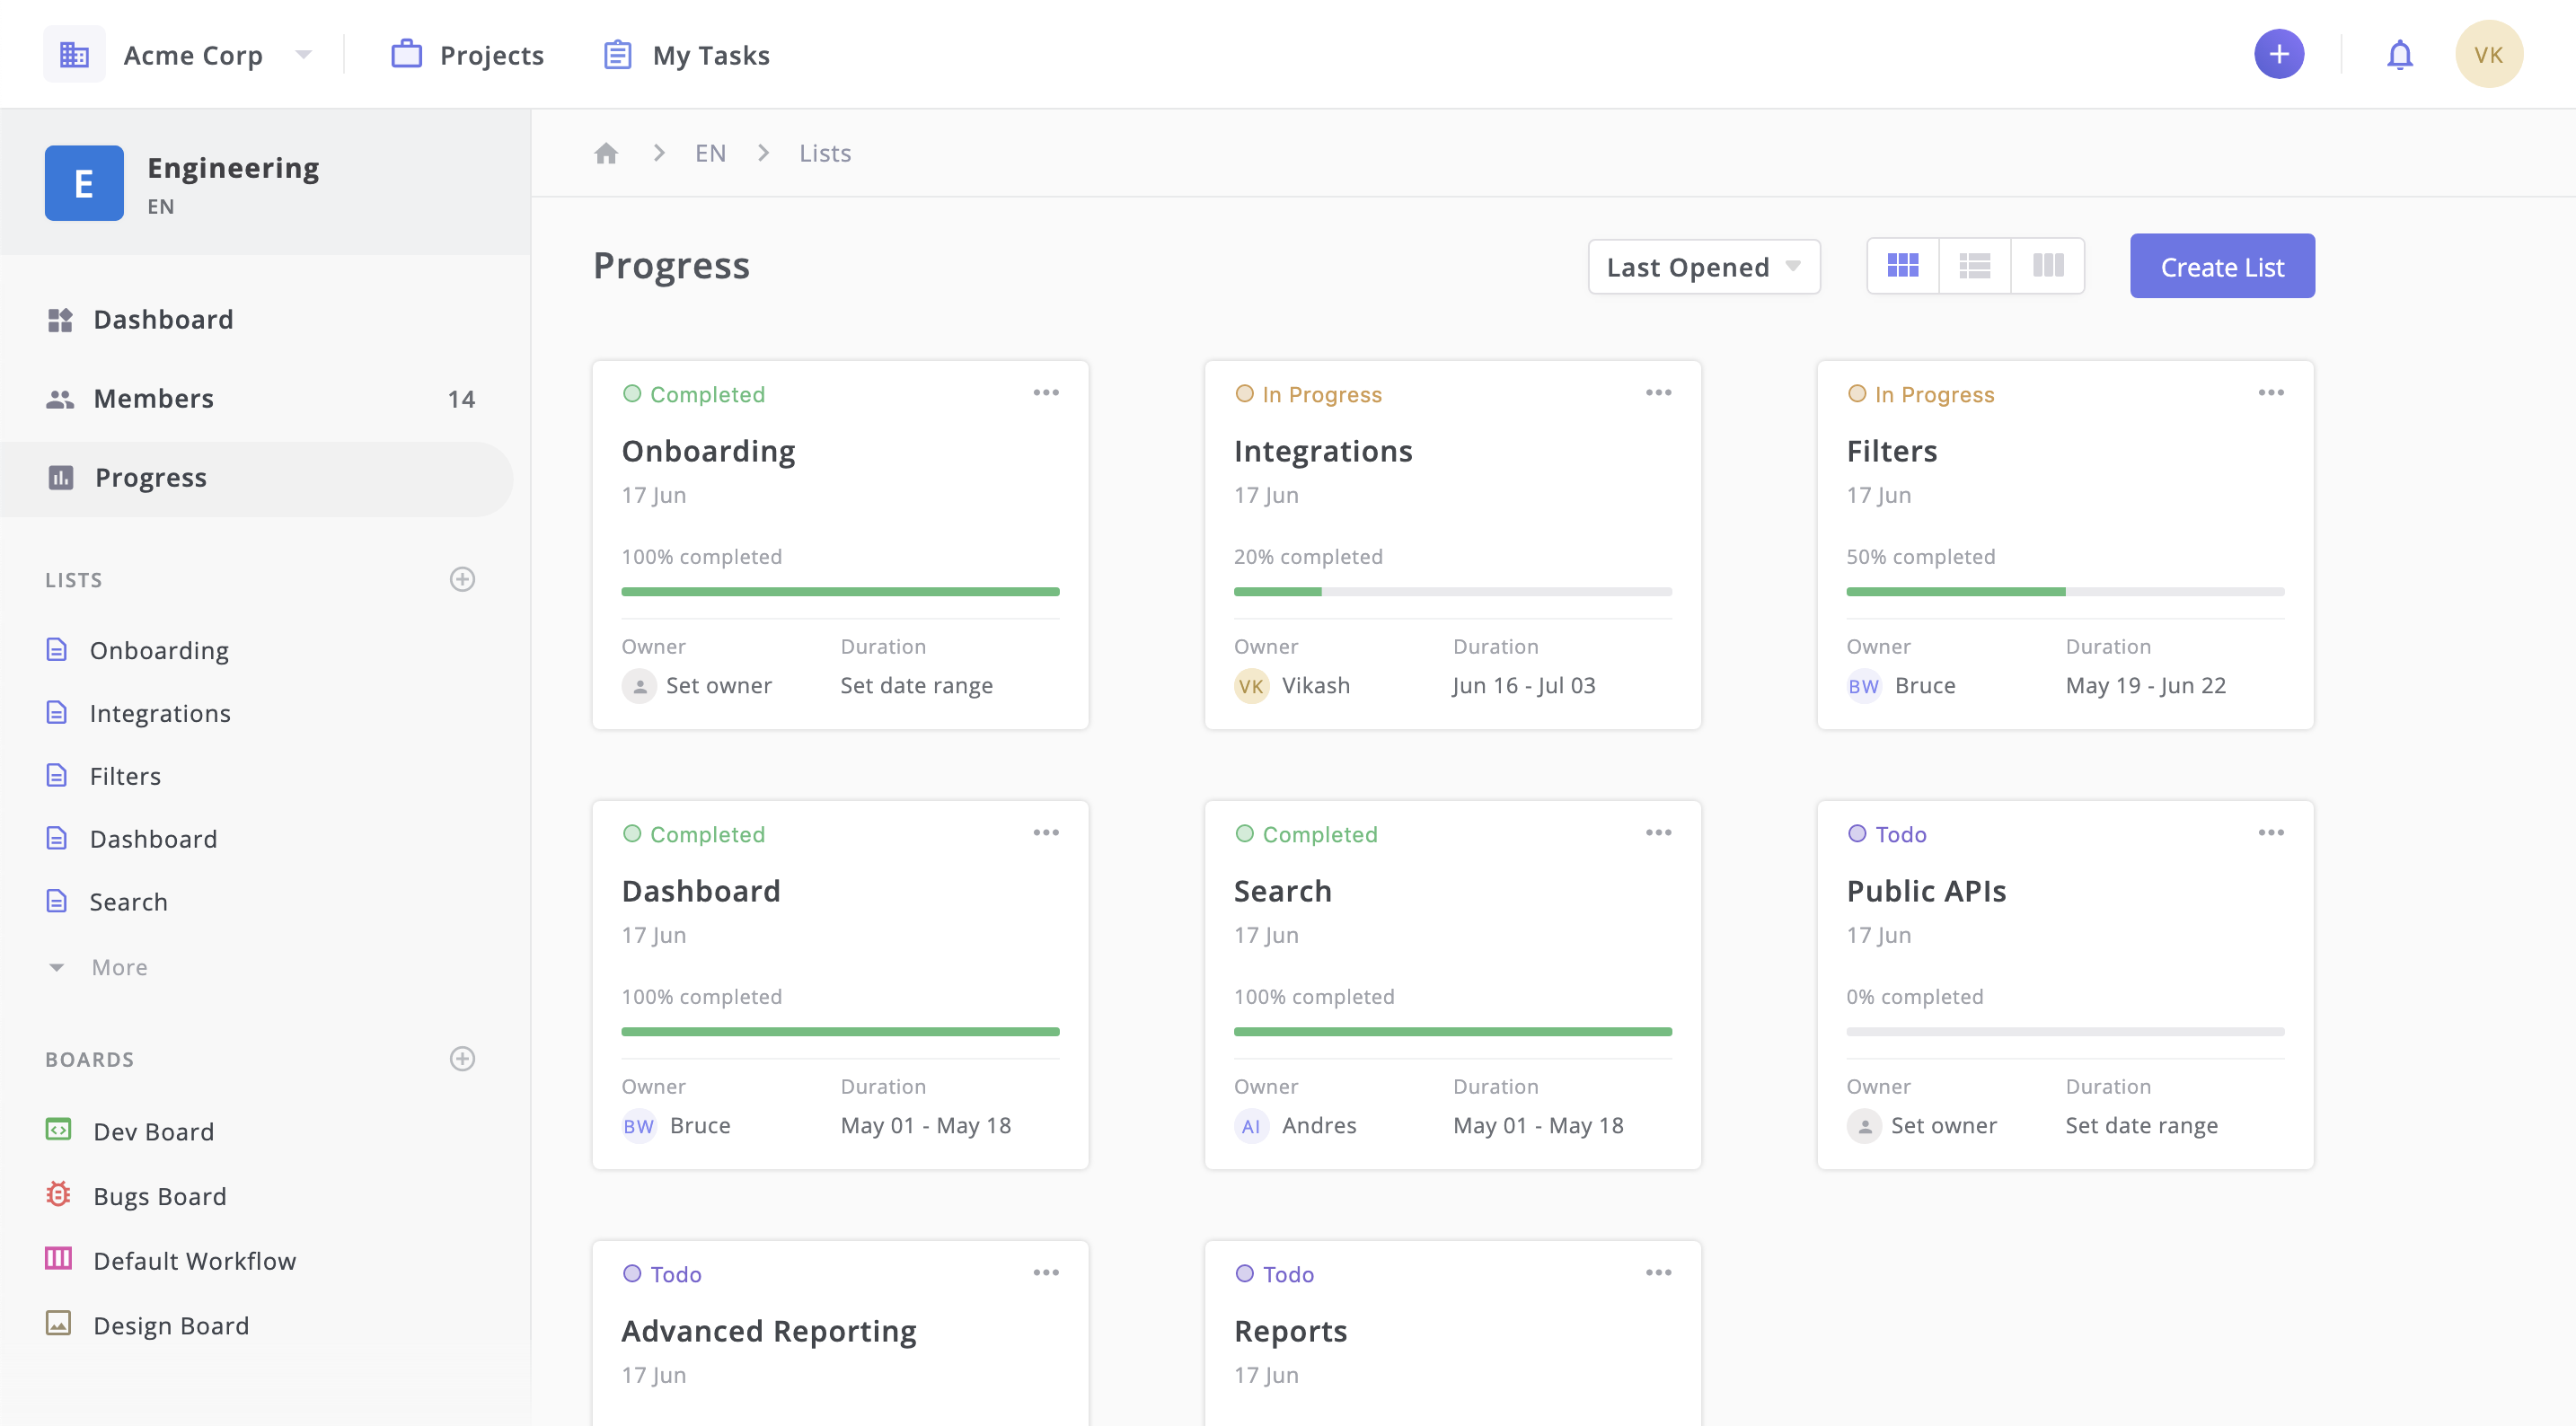 Acme Corp
Projects
My Tasks
VK
E
Engineering
EN
Dashboard
Members 14
Progress
LISTS
Onboarding
Integrations
Filters
Dashboard
Search
More
BOARDS
Dev Board
Bugs Board
Default Workflow
Design Board
EN
Lists
Progress
Last Opened
Create List
Completed
Onboarding
17 Jun
100% completed
Owner Duration
Set owner Set date range
In Progress
Integrations
17 Jun
20% completed
Owner Duration
VK Vikash Jun 16 - Jul 03
In Progress
Filters
17 Jun
50% completed
Owner Duration
BW Bruce May 19 - Jun 22
Completed
Dashboard
17 Jun
100% completed
Owner Duration
BW Bruce May 01 - May 18
Completed
Search
17 Jun
100% completed
Owner Duration
AI Andres May 01 - May 18
Todo
Public APIs
17 Jun
0% completed
Owner Duration
Set owner Set date range
Todo
Advanced Reporting
17 Jun
Todo
Reports
17 Jun